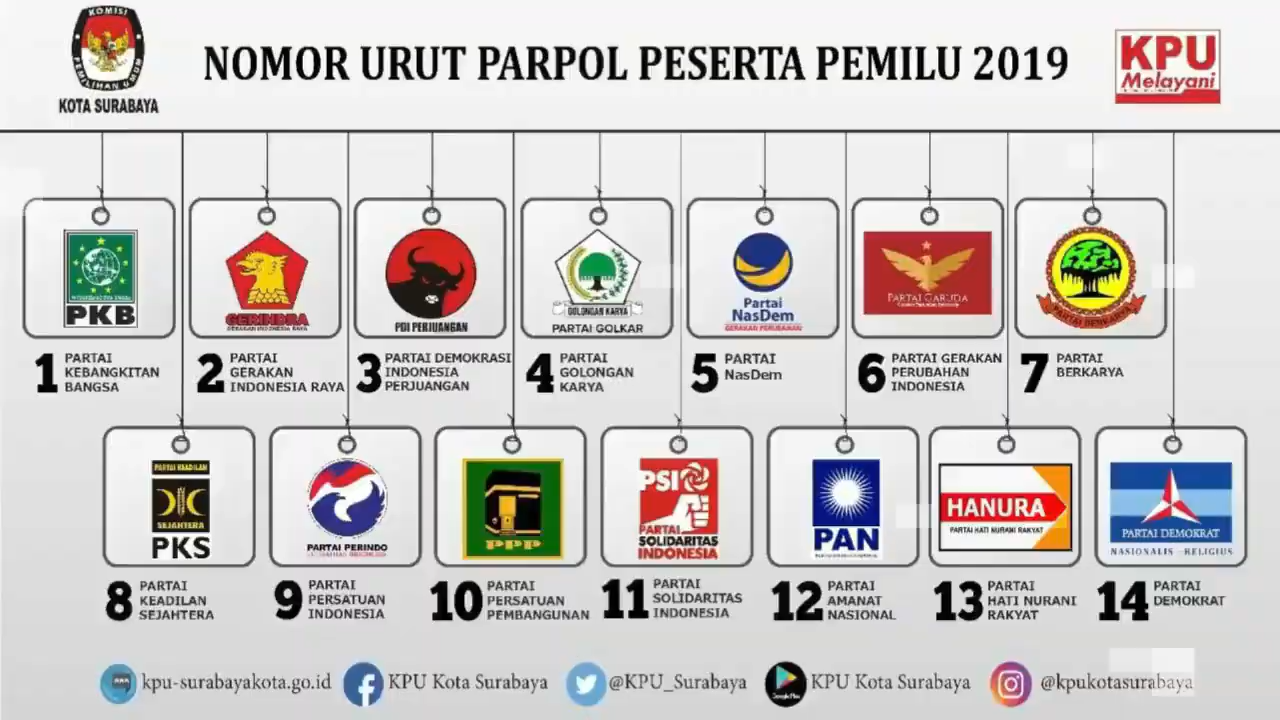 KOMISI
PEMILIHAN UMUM
KOTA SURABAYA
NOMOR URUT PARPOL PESERTA PEMILU 2019
KPU
Melayani
PKB
1 PARTAI
KEBANGKITAN
BANGSA
GERINDRA
GERAKAN INDONESIA RAYA
2 PARTAI
GERAKAN
INDONESIA RAYA
PDI PERJUANGAN
3 PARTAI DEMOKRASI
INDONESIA
PERJUANGAN
GOLONGAN KARYA
PARTAI GOLKAR
4 PARTAI
GOLONGAN
KARYA
Partai
NasDem
GERAKAN PERUBAHAN
5 PARTAI
NasDem
PARTAI GARUDA
6 PARTAI GERAKAN
PERUBAHAN
INDONESIA
PARTAI BERKARYA
7 PARTAI
BERKARYA
PARTAI KEADILAN
SEJAHTERA
PKS
8 PARTAI
KEADILAN
SEJAHTERA
PARTAI PERINDO
9 PARTAI
PERSATUAN
INDONESIA
PPP
10 PARTAI
PERSATUAN
PEMBANGUNAN
PSI
PARTAI
SOLIDARITAS
INDONESIA
11 PARTAI
SOLIDARITAS
INDONESIA
PAN
12 PARTAI
AMANAT
NASIONAL
HANURA
PARTAI HATI NURANI RAKYAT
13 PARTAI
HATI NURANI
RAKYAT
PARTAI DEMOKRAT
NASIONALIS - RELIGIUS
14 PARTAI
DEMOKRAT
kpu-surabayakota.go.id
KPU Kota Surabaya
@KPU_Surabaya
Google Play
KPU Kota Surabaya
@kpukotasurabaya